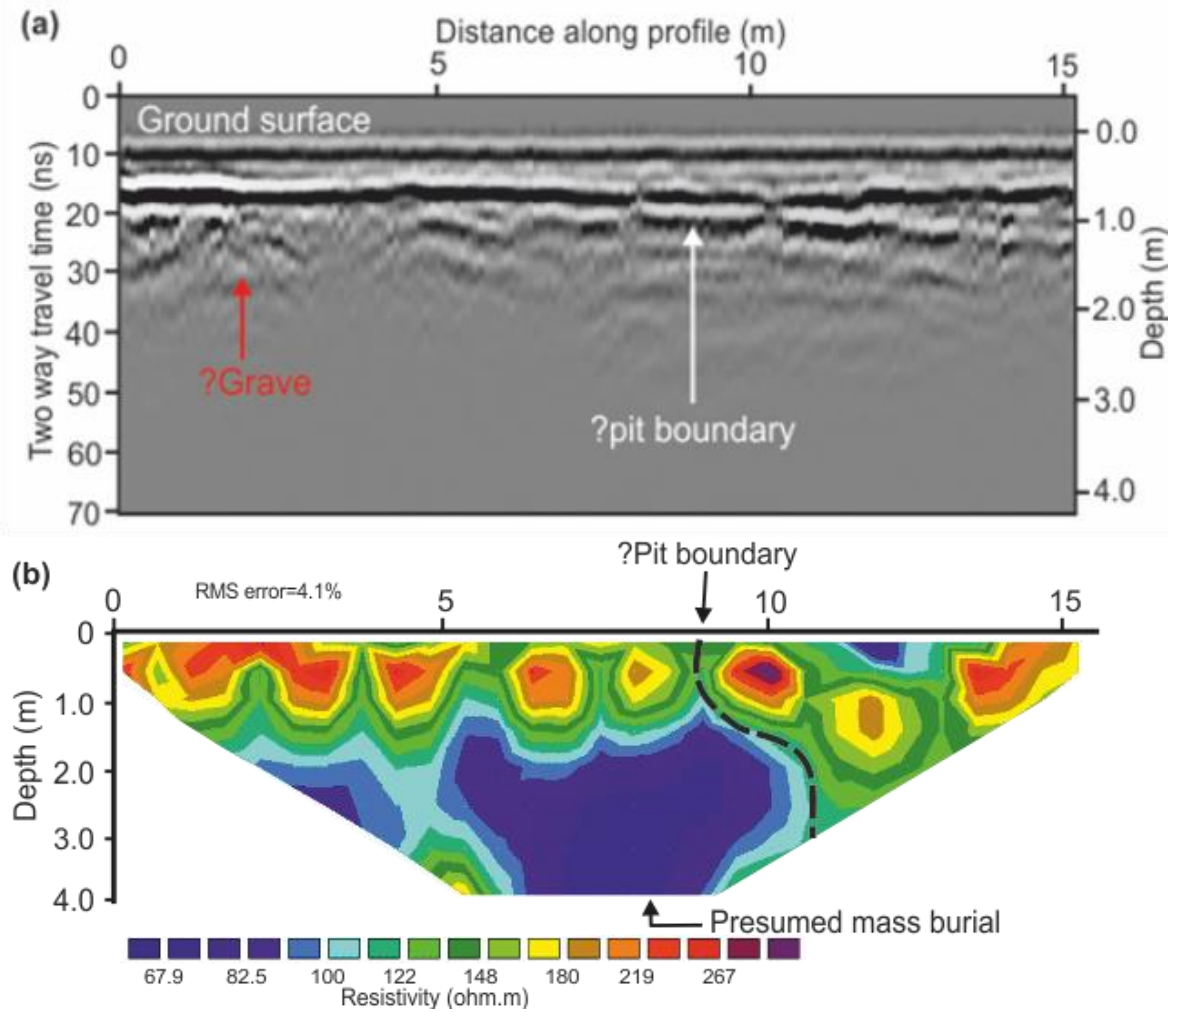 (a)
Distance along profile (m)
0 5 10 15
0
Ground surface
0.0
10
20
1.0
30
2.0
40
?Grave
50
3.0
?pit boundary
60
4.0
70
Two way travel time (ns)
Depth (m)
?Pit boundary
(b)
RMS error=4.1%
0 5 10 15
0
1.0
2.0
3.0
4.0
Depth (m)
Presumed mass burial
67.9 82.5 100 122 148 180 219 267
Resistivity (ohm.m)